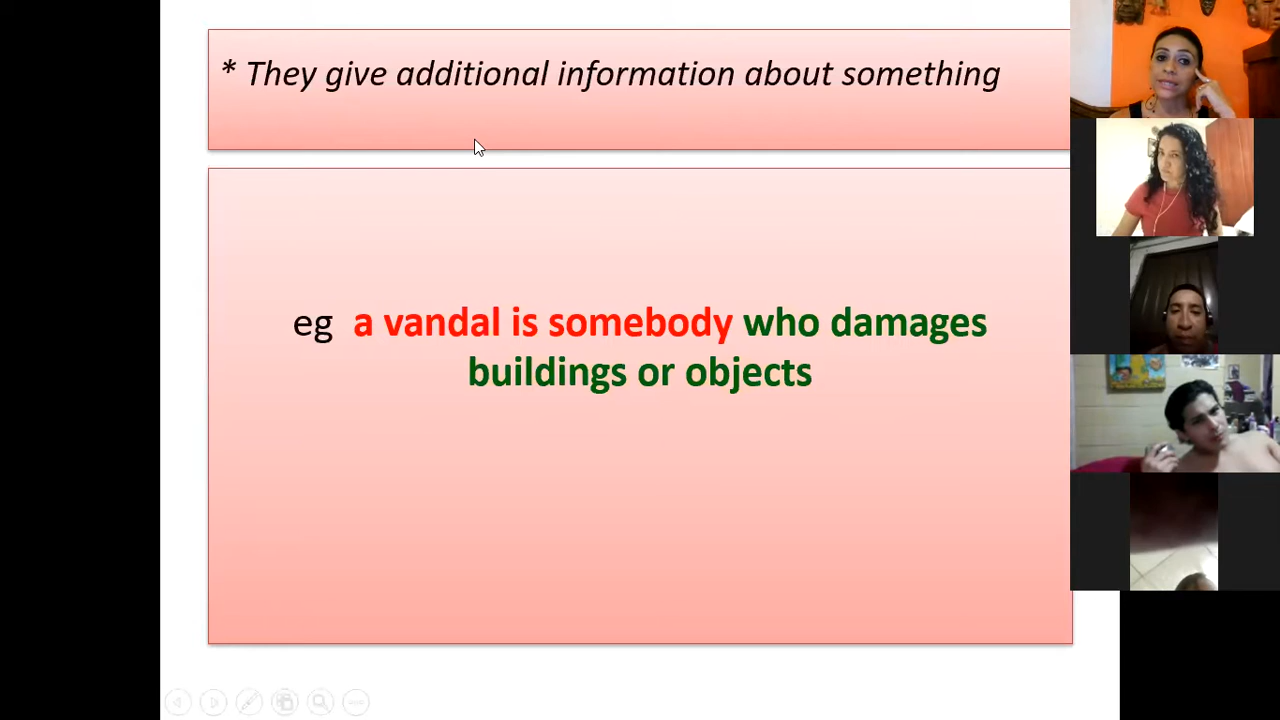 * They give additional information about something
eg a vandal is somebody who damages
buildings or objects